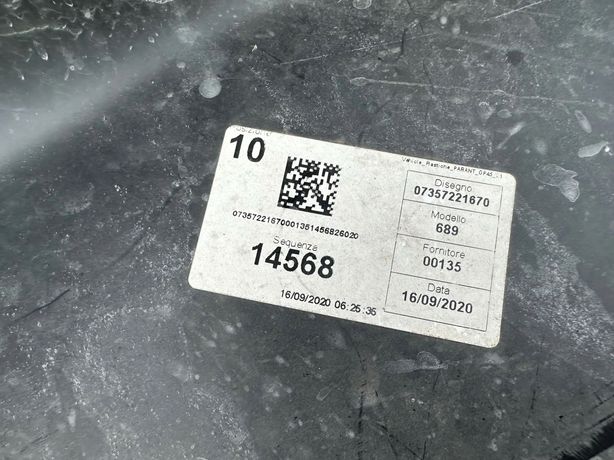 10
07357221670001351456826020
Sequenza
14568
16/09/2020 06:25:35
Disegno
07357221670
Modello
689
Fornitore
00135
Data
16/09/2020